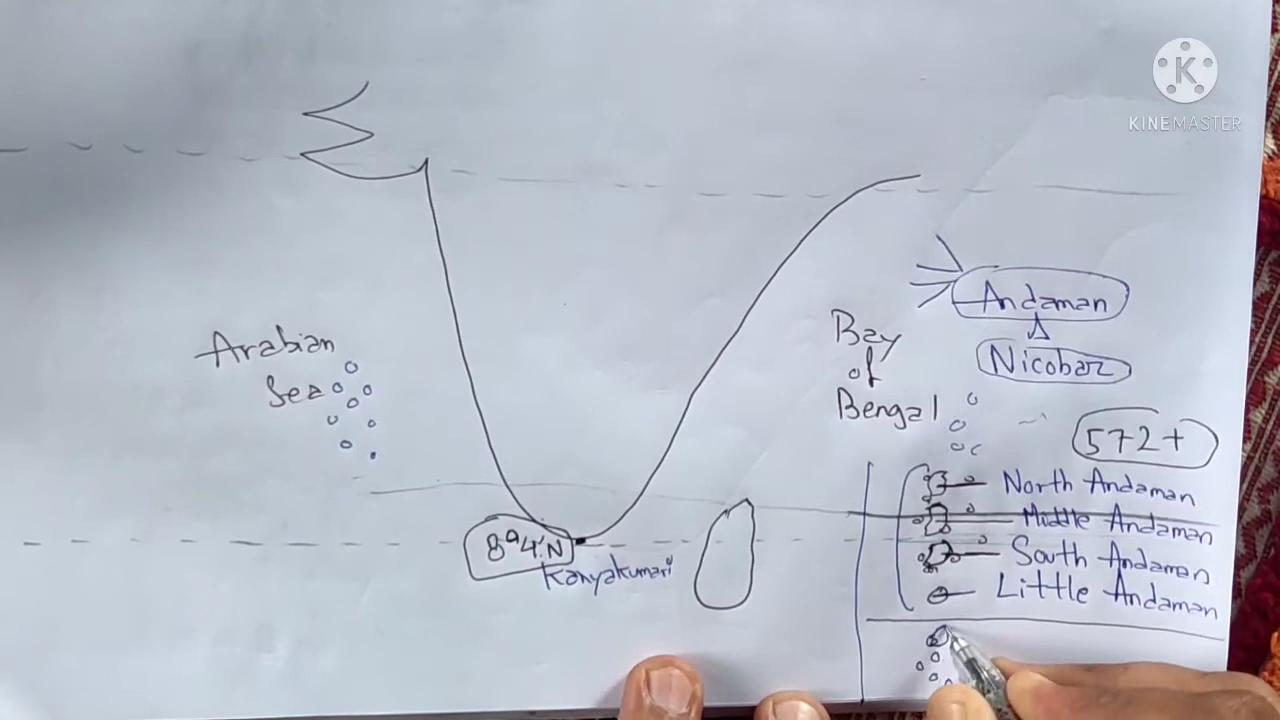 KINEMASTER
Andaman
Nicobar
Arabian
Sea
Bay
of
Bengal
572+
North Andaman
Middle Andaman
South Andaman
Little Andaman
8°4'.N
Kanyakumari